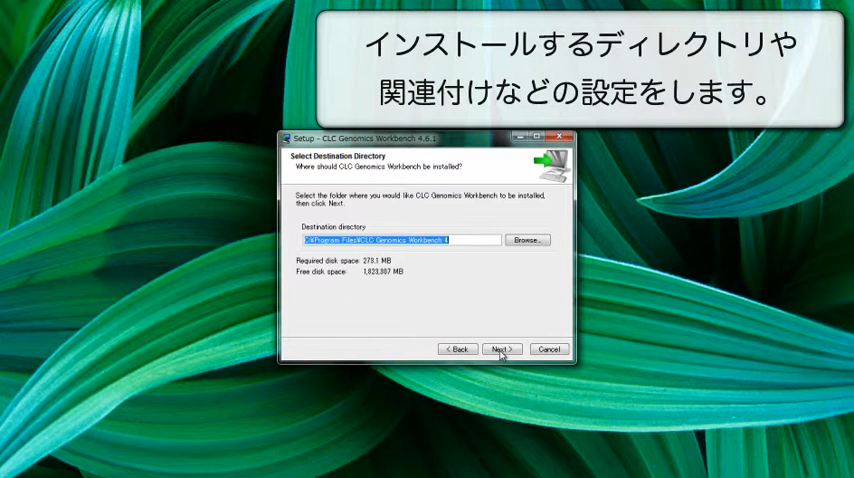 インストールするディレクトリや
関連付けなどの設定をします。
Setup - CLC Genomics Workbench 4.6.1
Select Destination Directory
Where should CLC Genomics Workbench be installed?
Select the folder where you would like CLC Genomics Workbench to be installed,
then click Next.
Destination directory
C:¥Program Files¥CLC Genomics Workbench 4
Browse...
Required disk space: 273.1 MB
Free disk space: 1,823,807 MB
< Back
Next >
Cancel